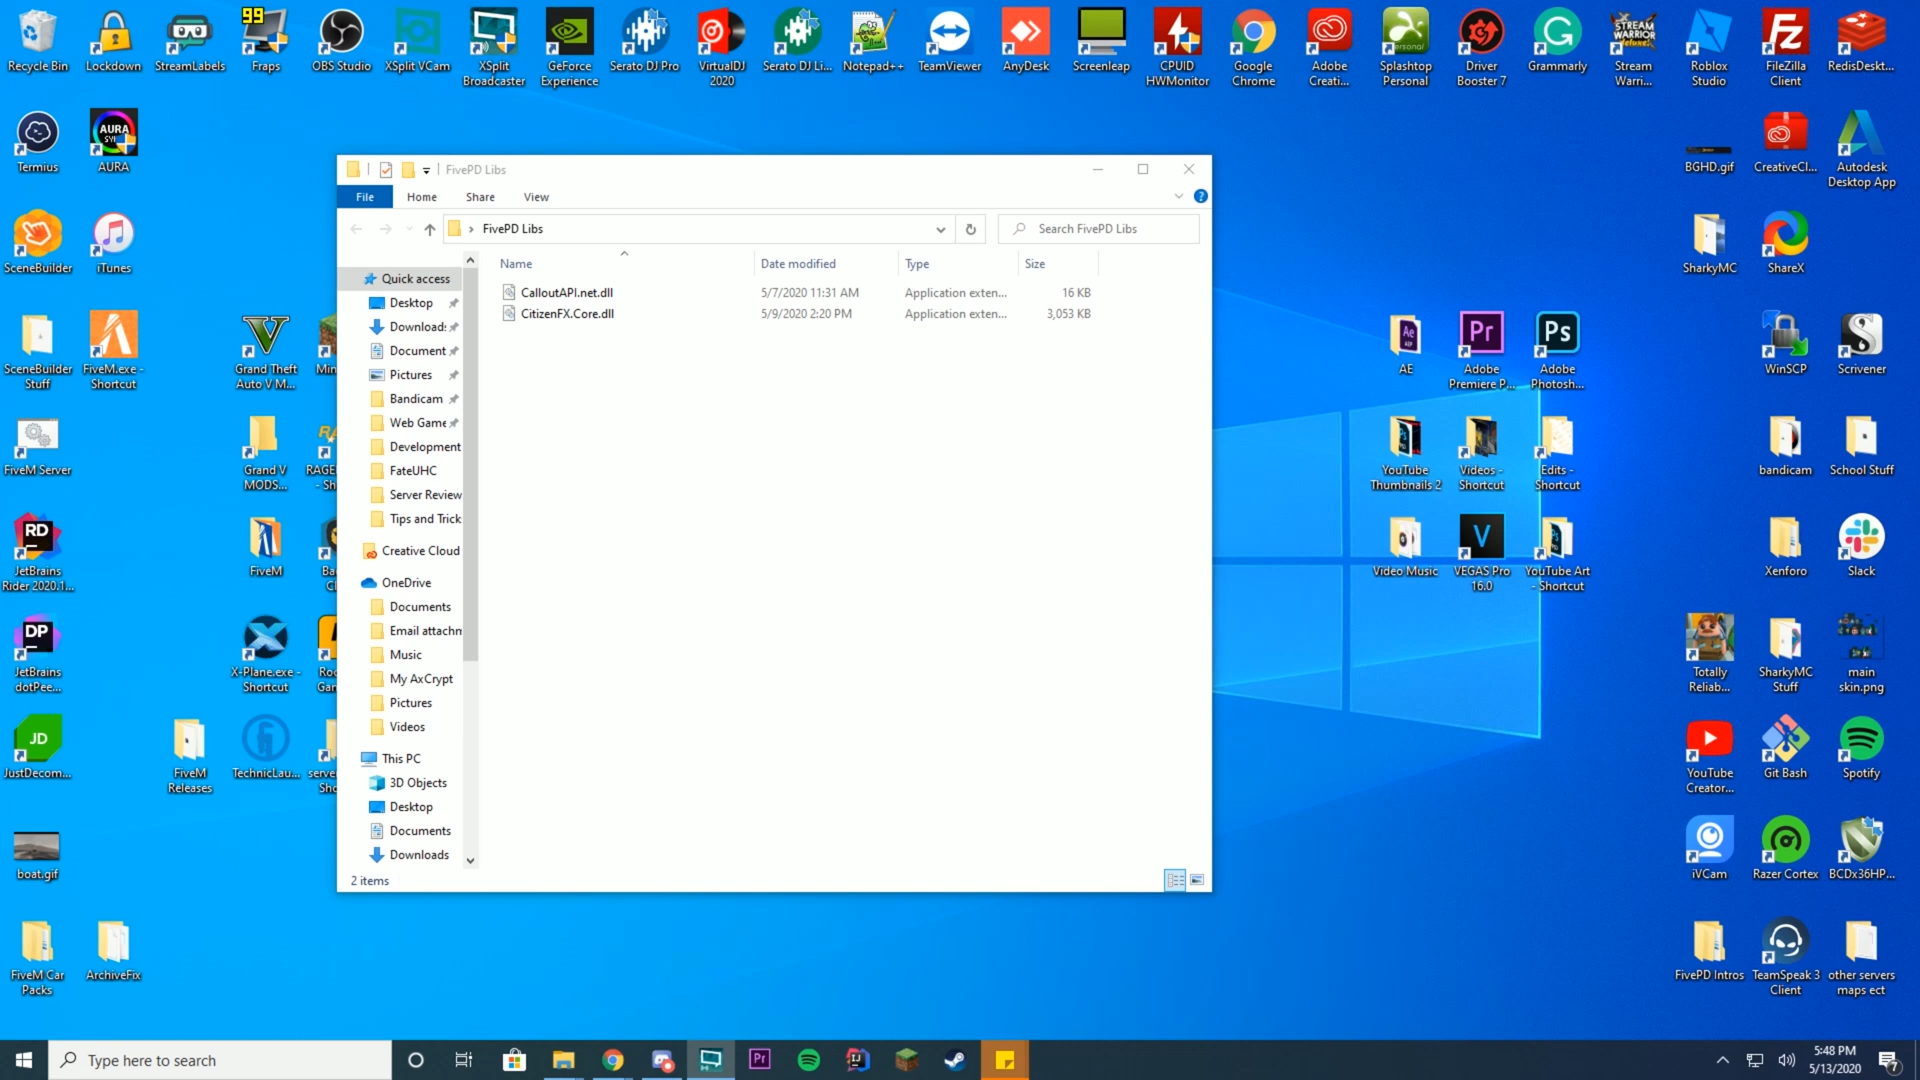 99
Recycle Bin
Lockdown
StreamLabels
Fraps
OBS Studio
XSplit VCam
XSplit
Broadcaster
GeForce
Experience
Serato DJ Pro
VirtualDJ
2020
Serato DJ Li...
Notepad++
TeamViewer
AnyDesk
Screenleap
CPUID
HWMonitor
Google
Chrome
Adobe
Creati...
Splashtop
Personal
Driver
Booster 7
Grammarly
Stream
Warri...
Roblox
Studio
FileZilla
Client
RedisDeskt...
Termius
AURA
BGHD.gif
CreativeCl...
Autodesk
Desktop App
SceneBuilder
iTunes
SharkyMC
ShareX
SceneBuilder
Stuff
FiveM.exe -
Shortcut
Grand Theft
Auto V M...
Min
AE
Adobe
Premiere P...
Adobe
Photosh...
WinSCP
Scrivener
FiveM Server
Grand V
MODS...
RAGE
- Sh
YouTube
Thumbnails 2
Videos -
Shortcut
Edits -
Shortcut
bandicam
School Stuff
JetBrains
Rider 2020.1...
FiveM
Ba
Cl
Video Music
VEGAS Pro
16.0
YouTube Art
- Shortcut
Xenforo
Slack
JetBrains
dotPee...
X-Plane.exe -
Shortcut
Roc
Gar
Totally
Reliab...
SharkyMC
Stuff
main
skin.png
JustDecom...
FiveM
Releases
TechnicLau...
serve
Sho
YouTube
Creator...
Git Bash
Spotify
boat.gif
iVCam
Razer Cortex
BCDx36HP...
FiveM Car
Packs
ArchiveFix
FivePD Intros
TeamSpeak 3
Client
other servers
maps ect
FivePD Libs
File
Home
Share
View
FivePD Libs
Search FivePD Libs
Name
Date modified
Type
Size
CalloutAPI.net.dll
5/7/2020 11:31 AM
Application exten...
16 KB
CitizenFX.Core.dll
5/9/2020 2:20 PM
Application exten...
3,053 KB
Quick access
Desktop
Download:
Document
Pictures
Bandicam
Web Game
Development
FateUHC
Server Review
Tips and Trick
Creative Cloud
OneDrive
Documents
Email attachm
Music
My AxCrypt
Pictures
Videos
This PC
3D Objects
Desktop
Documents
Downloads
2 items
Type here to search
5:48 PM
5/13/2020
7